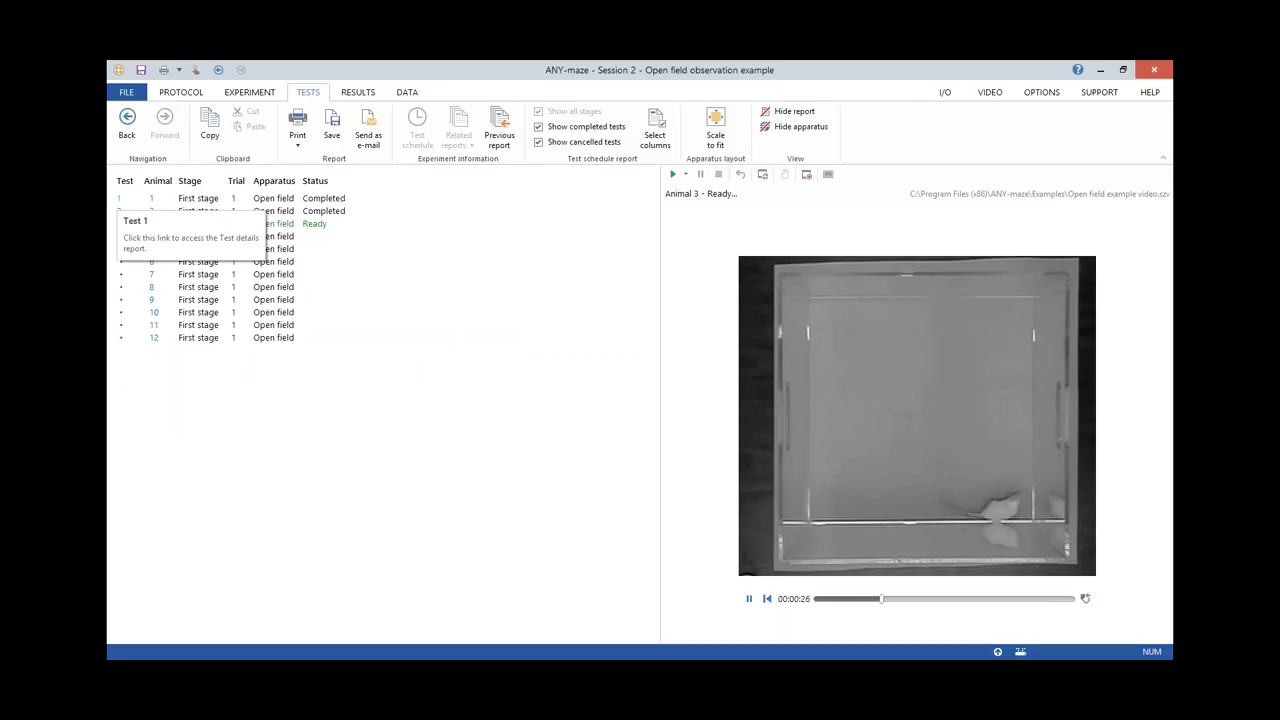 ANY-maze - Session 2 - Open field observation example
FILE PROTOCOL EXPERIMENT TESTS RESULTS DATA I/O VIDEO OPTIONS SUPPORT HELP
Back Forward Copy Cut Paste Print Save Send as e-mail Test schedule Related reports Previous report Show all stages Show completed tests Show cancelled tests Select columns Scale to fit Hide report Hide apparatus
Navigation Clipboard Report Experiment information Test schedule report Apparatus layout View
Test Animal Stage Trial Apparatus Status
1 1 First stage 1 Open field Completed
Completed
Test 1
Click this link to access the Test details
report.
en field Ready
en field
en field
6 First stage 1 Open field
7 First stage 1 Open field
8 First stage 1 Open field
9 First stage 1 Open field
10 First stage 1 Open field
11 First stage 1 Open field
12 First stage 1 Open field
Animal 3 - Ready...
C:\Program Files (x86)\ANY-maze\Examples\Open field example video.szv
00:00:26
NUM